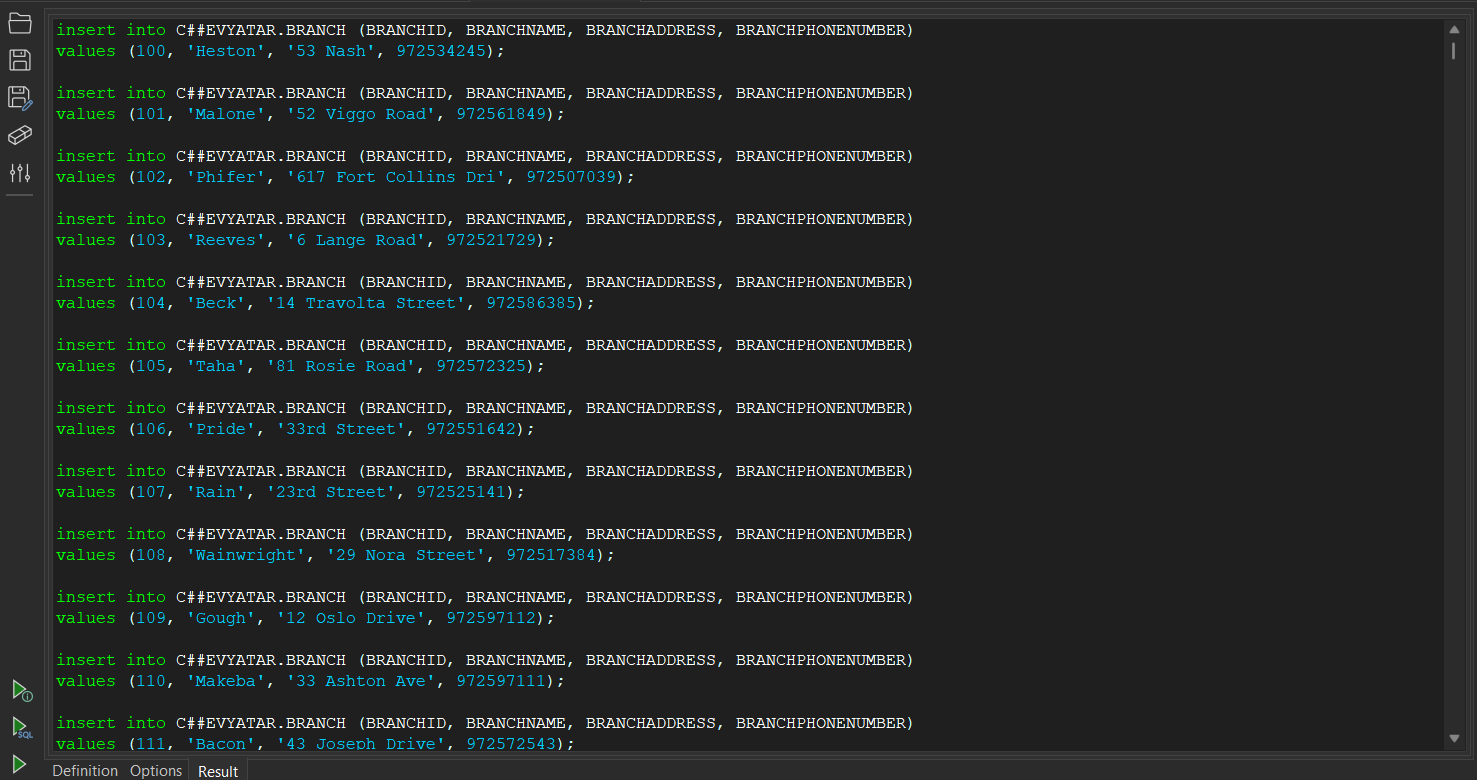 insert into C##EVYATAR.BRANCH (BRANCHID, BRANCHNAME, BRANCHADDRESS, BRANCHPHONENUMBER)
values (100, 'Heston', '53 Nash', 972534245);
insert into C##EVYATAR.BRANCH (BRANCHID, BRANCHNAME, BRANCHADDRESS, BRANCHPHONENUMBER)
values (101, 'Malone', '52 Viggo Road', 972561849);
insert into C##EVYATAR.BRANCH (BRANCHID, BRANCHNAME, BRANCHADDRESS, BRANCHPHONENUMBER)
values (102, 'Phifer', '617 Fort Collins Dri', 972507039);
insert into C##EVYATAR.BRANCH (BRANCHID, BRANCHNAME, BRANCHADDRESS, BRANCHPHONENUMBER)
values (103, 'Reeves', '6 Lange Road', 972521729);
insert into C##EVYATAR.BRANCH (BRANCHID, BRANCHNAME, BRANCHADDRESS, BRANCHPHONENUMBER)
values (104, 'Beck', '14 Travolta Street', 972586385);
insert into C##EVYATAR.BRANCH (BRANCHID, BRANCHNAME, BRANCHADDRESS, BRANCHPHONENUMBER)
values (105, 'Taha', '81 Rosie Road', 972572325);
insert into C##EVYATAR.BRANCH (BRANCHID, BRANCHNAME, BRANCHADDRESS, BRANCHPHONENUMBER)
values (106, 'Pride', '33rd Street', 972551642);
insert into C##EVYATAR.BRANCH (BRANCHID, BRANCHNAME, BRANCHADDRESS, BRANCHPHONENUMBER)
values (107, 'Rain', '23rd Street', 972525141);
insert into C##EVYATAR.BRANCH (BRANCHID, BRANCHNAME, BRANCHADDRESS, BRANCHPHONENUMBER)
values (108, 'Wainwright', '29 Nora Street', 972517384);
insert into C##EVYATAR.BRANCH (BRANCHID, BRANCHNAME, BRANCHADDRESS, BRANCHPHONENUMBER)
values (109, 'Gough', '12 Oslo Drive', 972597112);
insert into C##EVYATAR.BRANCH (BRANCHID, BRANCHNAME, BRANCHADDRESS, BRANCHPHONENUMBER)
values (110, 'Makeba', '33 Ashton Ave', 972597111);
insert into C##EVYATAR.BRANCH (BRANCHID, BRANCHNAME, BRANCHADDRESS, BRANCHPHONENUMBER)
values (111, 'Bacon', '43 Joseph Drive', 972572543);
SQL
Definition Options Result